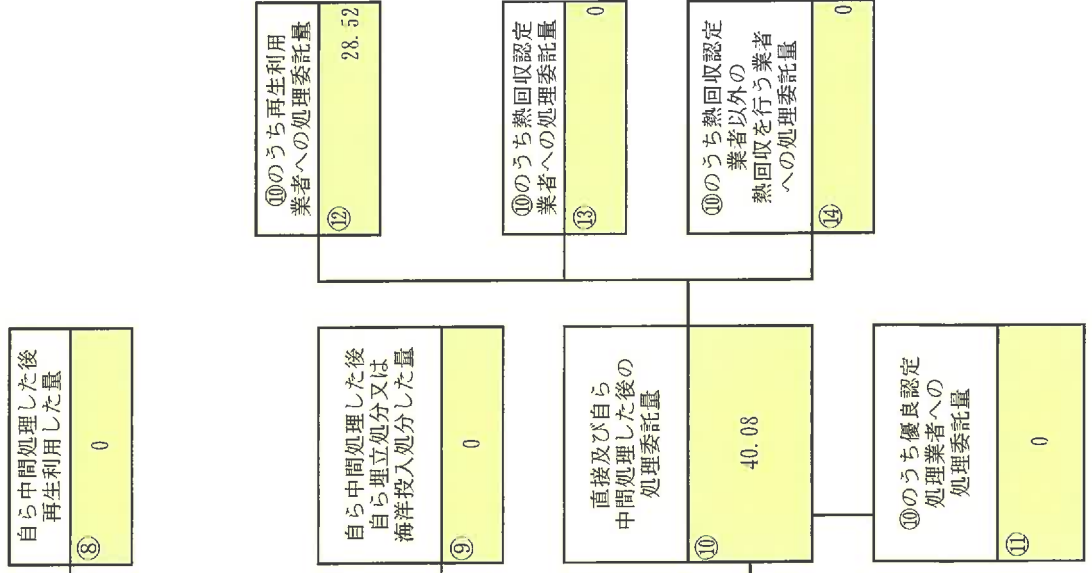 自ら中間処理した後
再生利用した量
⑧
0
自ら中間処理した後
自ら埋立処分又は
海洋投入処分した量
⑨
0
直接及び自ら
中間処理した後の
処理委託量
⑩
40.08
⑩のうち優良認定
処理業者への
処理委託量
⑪
0
⑩のうち再生利用
業者への処理委託量
⑫
28.52
⑩のうち熱回収認定
業者への処理委託量
⑬
0
⑩のうち熱回収認定
業者以外の
熱回収を行う業者
への処理委託量
⑭
0